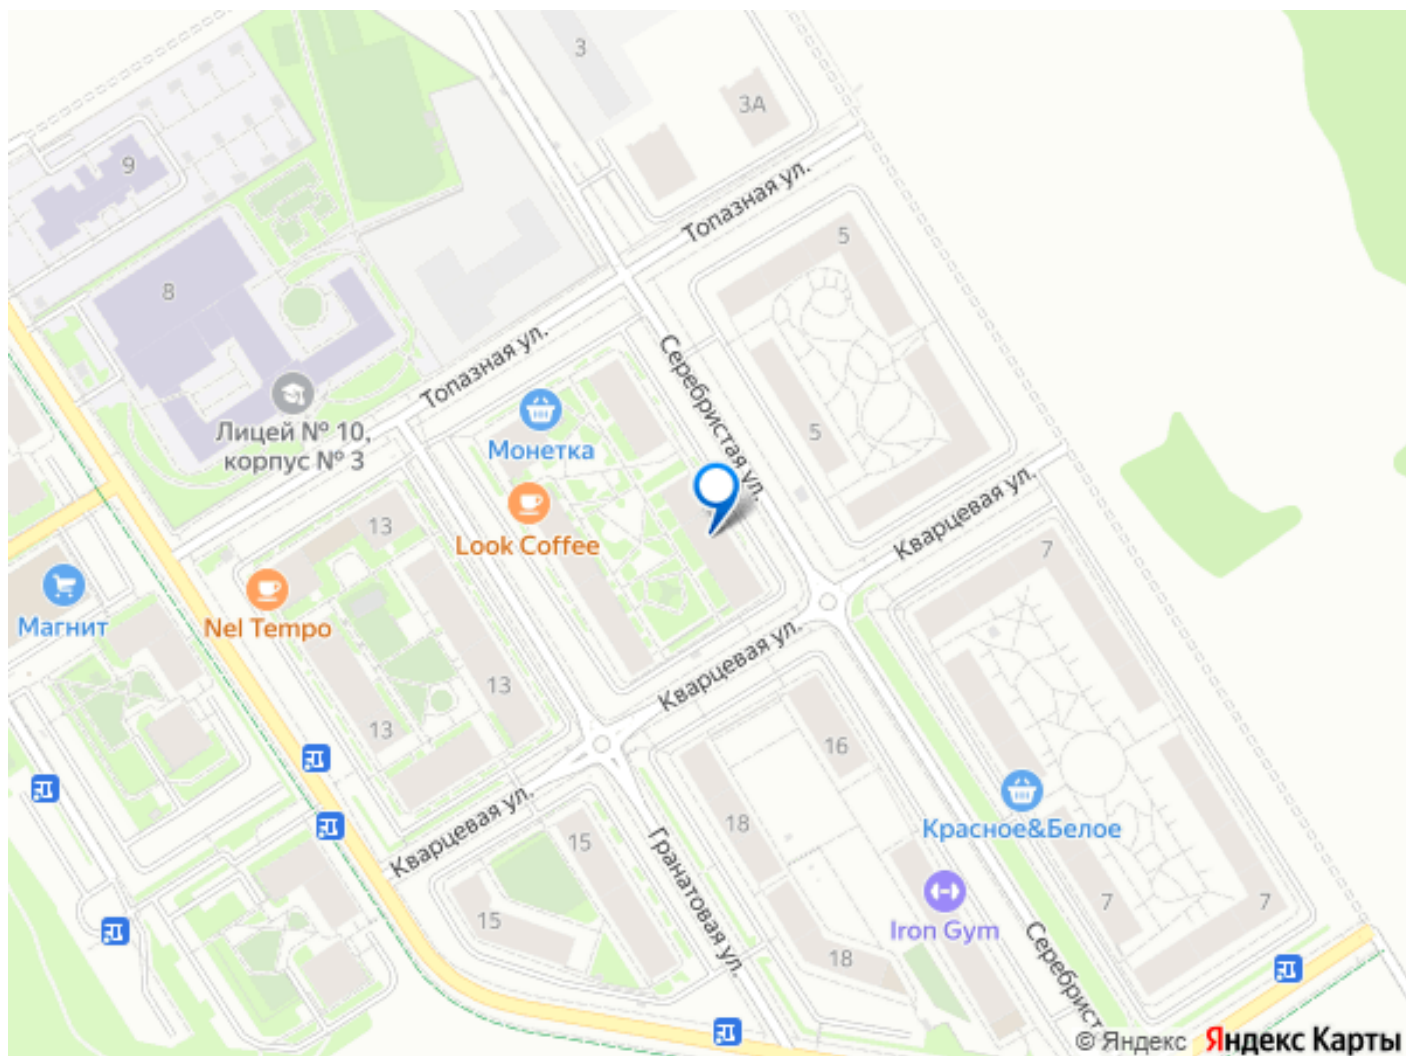 3
3А
9
Топазная ул.
5
8
Топазная ул.
Серебристая ул.
Лицей № 10,
корпус № 3
Монетка
5
Look Coffee
13
Кварцевая ул.
7
Магнит
Nel Tempo
13
13
Кварцевая ул.
16
Кварцевая ул.
15
18
Красное&Белое
Гранатовая ул.
15
7
7
Iron Gym
18
Серебрист
© Яндекс Яндекс Карты